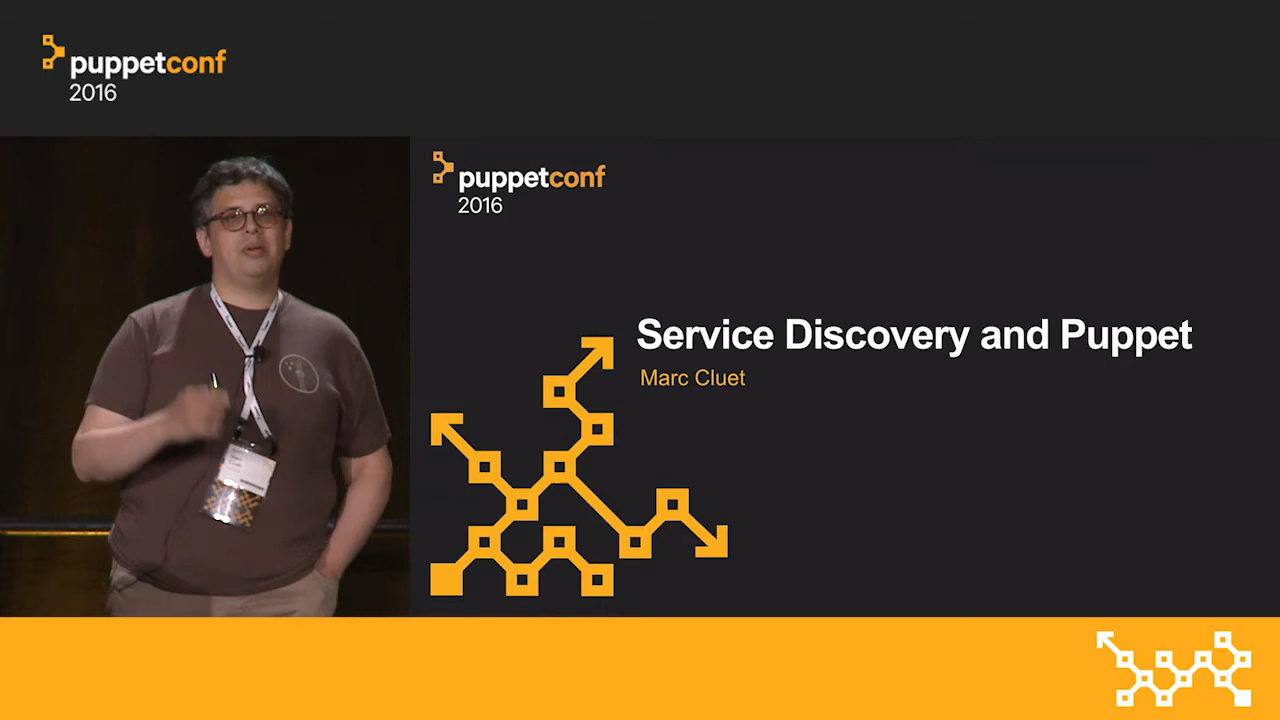 puppetconf
2016
puppetconf
2016
Service Discovery and Puppet
Marc Cluet